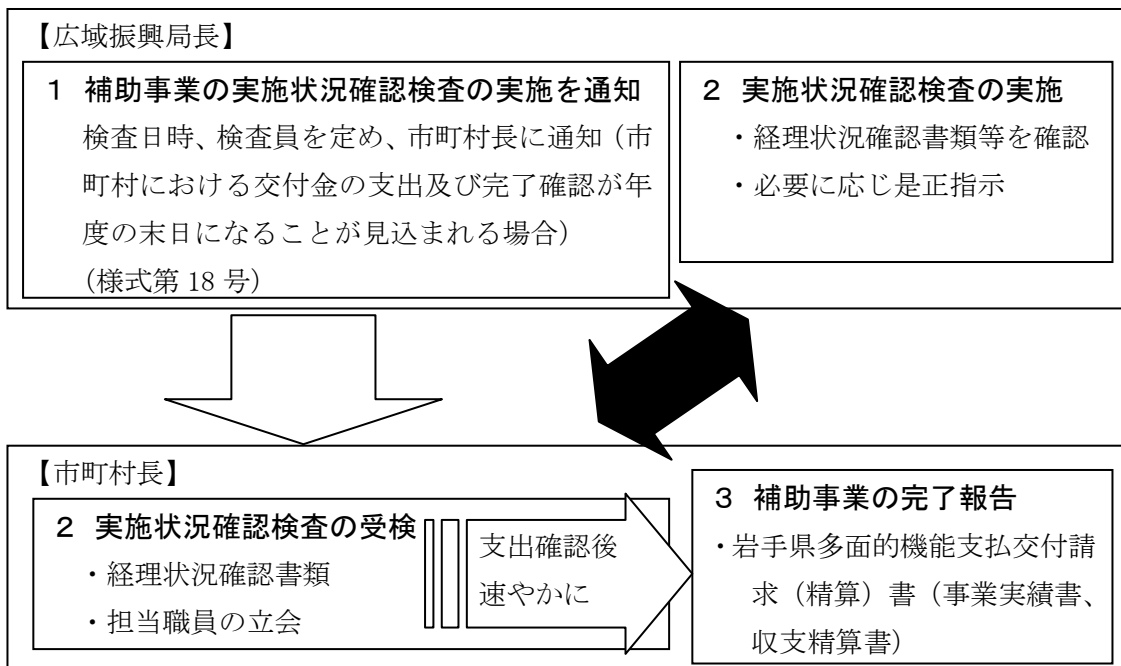 【広域振興局長】
１ 補助事業の実施状況確認検査の実施を通知
検査日時、検査員を定め、市町村長に通知（市
町村における交付金の支出及び完了確認が年
度の末日になることが見込まれる場合）
（様式第 18 号）
２ 実施状況確認検査の実施
・経理状況確認書類等を確認
・必要に応じ是正指示
【市町村長】
２ 実施状況確認検査の受検
・経理状況確認書類
・担当職員の立会
支出確認後
速やかに
３ 補助事業の完了報告
・岩手県多面的機能支払交付請
求（精算）書（事業実績書、
収支精算書）